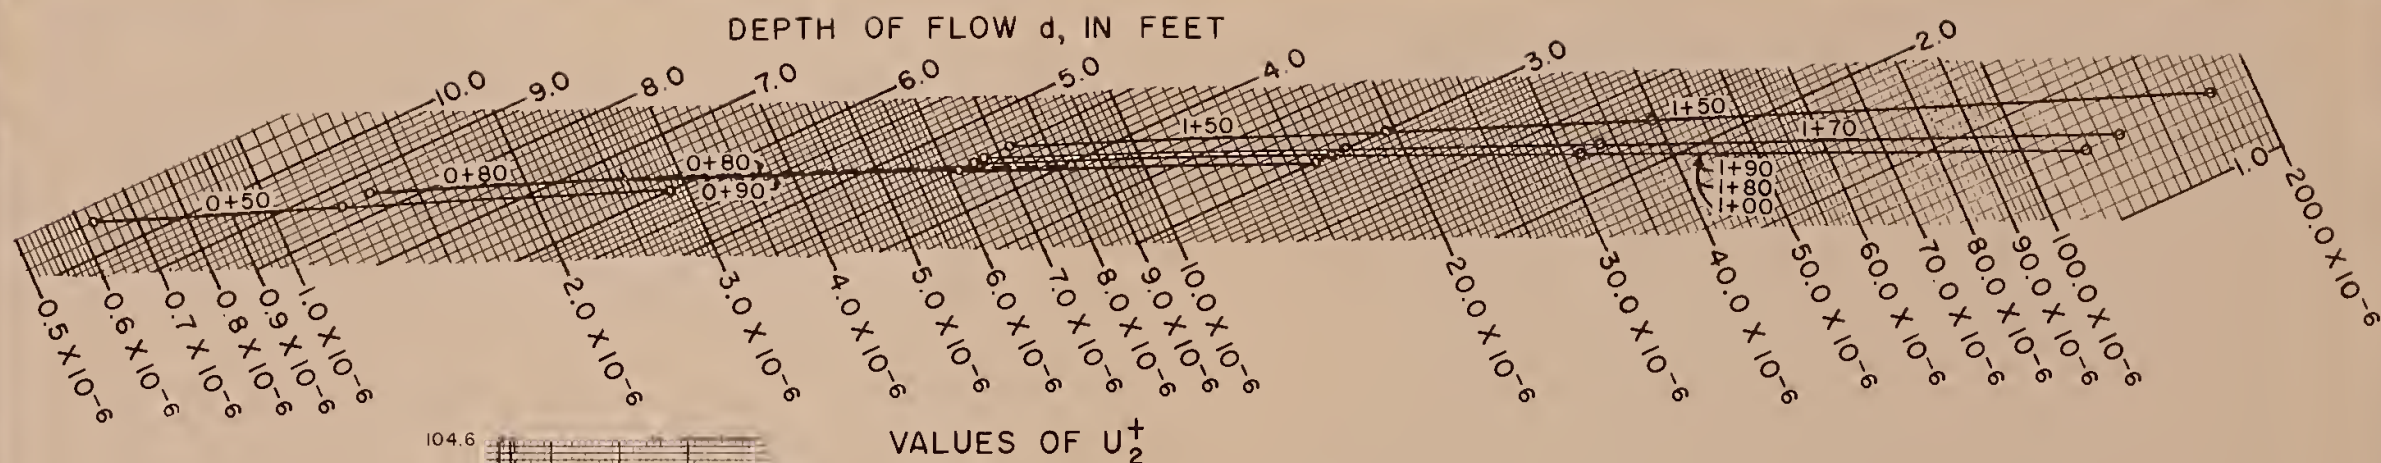 DEPTH OF FLOW d, IN FEET
10.0
9.0
8.0
7.0
6.0
5.0
4.0
3.0
2.0
1.0
0+50
0+80
0+80
0+90
1+50
1+50
1+70
1+90
1+80
1+00
0.5 X 10⁻⁶
0.6 X 10⁻⁶
0.7 X 10⁻⁶
0.8 X 10⁻⁶
0.9 X 10⁻⁶
1.0 X 10⁻⁶
2.0 X 10⁻⁶
3.0 X 10⁻⁶
4.0 X 10⁻⁶
5.0 X 10⁻⁶
6.0 X 10⁻⁶
7.0 X 10⁻⁶
8.0 X 10⁻⁶
9.0 X 10⁻⁶
10.0 X 10⁻⁶
20.0 X 10⁻⁶
30.0 X 10⁻⁶
40.0 X 10⁻⁶
50.0 X 10⁻⁶
60.0 X 10⁻⁶
70.0 X 10⁻⁶
80.0 X 10⁻⁶
90.0 X 10⁻⁶
100.0 X 10⁻⁶
200.0 X 10⁻⁶
104.6
VALUES OF U₂⁺